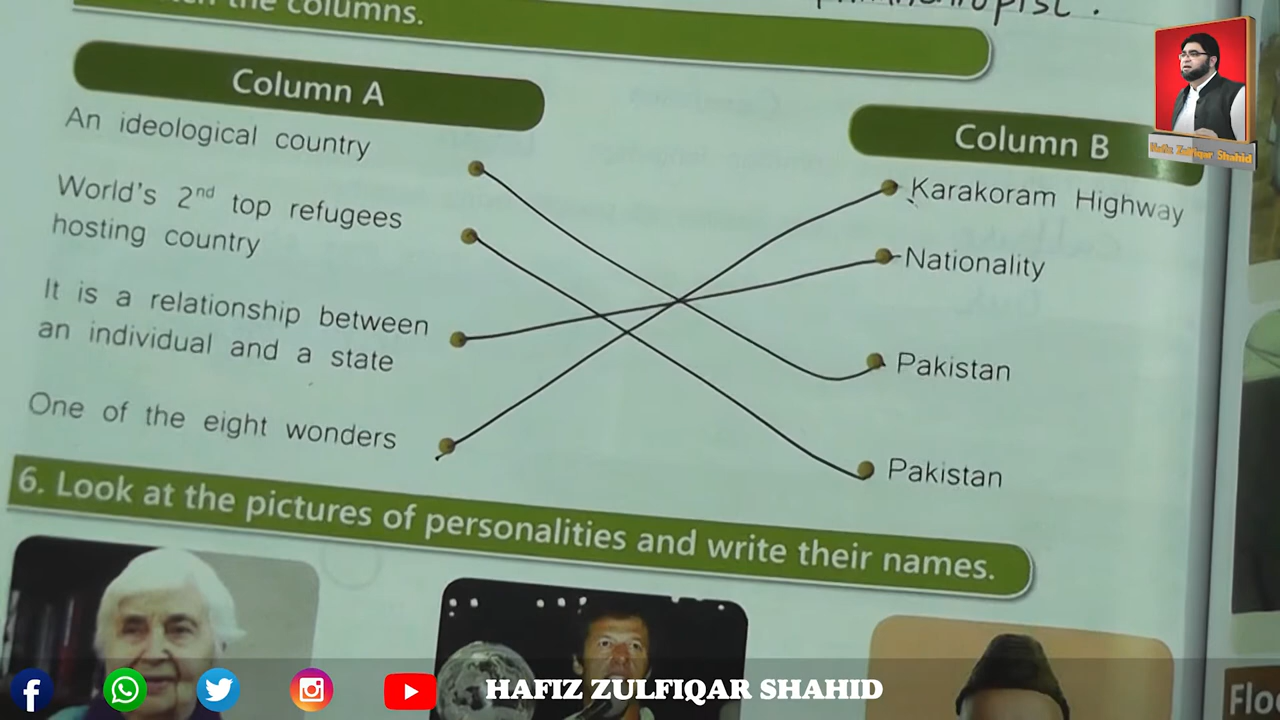 the columns.
Column A
An ideological country
World's 2nd top refugees
hosting country
It is a relationship between
an individual and a state
One of the eight wonders
Column B
Karakoram Highway
Nationality
Pakistan
Pakistan
Hafiz Zulfiqar Shahid
6. Look at the pictures of personalities and write their names.
HAFIZ ZULFIQAR SHAHID